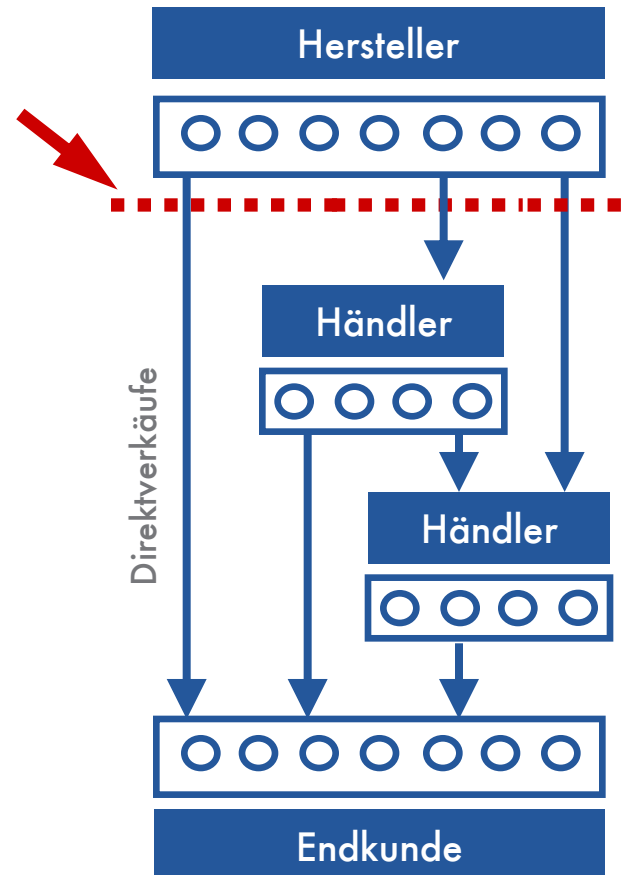 Hersteller
Händler
Direktverkäufe
Händler
Endkunde